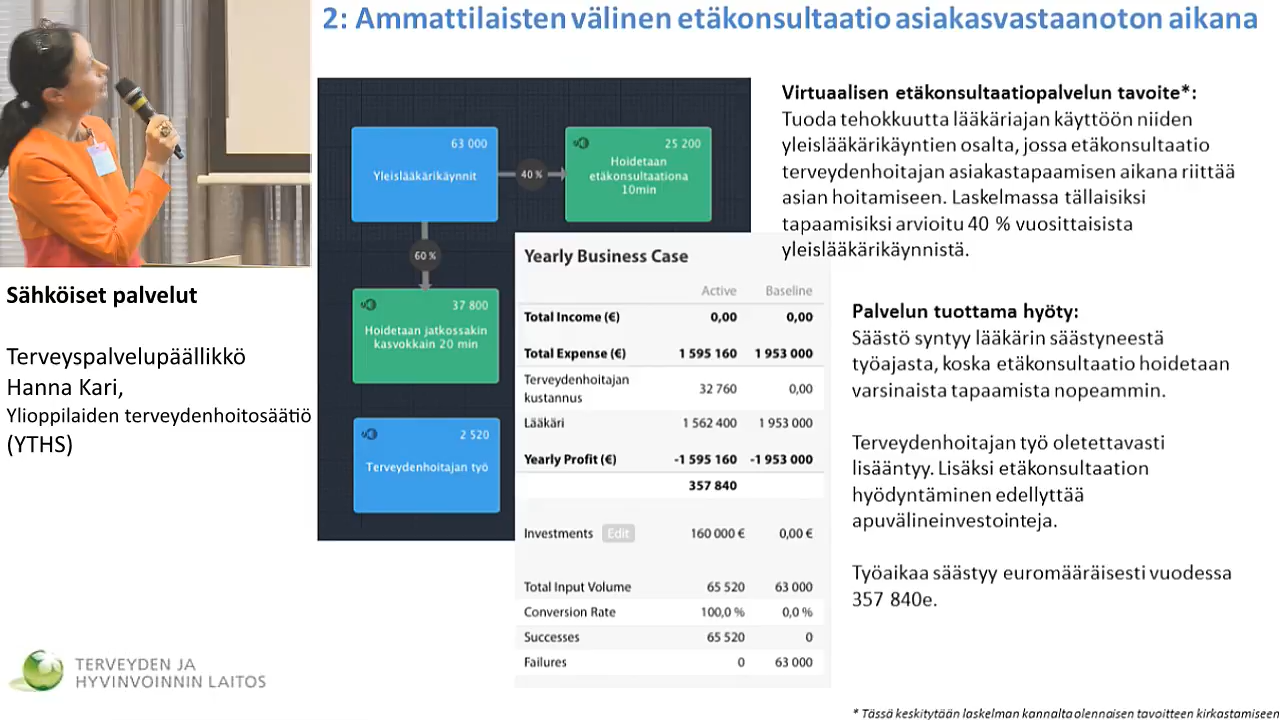 2: Ammattilaisten välinen etäkonsultaatio asiakasvastaanoton aikana
Sähköiset palvelut
Terveyspalvelupäällikkö
Hanna Kari,
Ylioppilaiden terveydenhoitosäätiö
(YTHS)
TERVEYDEN JA
HYVINVOINNIN LAITOS
63 000
Yleislääkärikäynnit
40 %
25 200
Hoidetaan
etäkonsultaationa
10min
60 %
37 800
Hoidetaan jatkossakin
kasvokkain 20 min
2 520
Terveydenhoitajan työ
Yearly Business Case
Active Baseline
Total Income (€) 0,00 0,00
Total Expense (€) 1 595 160 1 953 000
Terveydenhoitajan
kustannus 32 760 0,00
Lääkäri 1 562 400 1 953 000
Yearly Profit (€) -1 595 160 -1 953 000
357 840
Investments Edit 160 000 € 0,00 €
Total Input Volume 65 520 63 000
Conversion Rate 100,0 % 0,0 %
Successes 65 520 0
Failures 0 63 000
Virtuaalisen etäkonsultaatiopalvelun tavoite*:
Tuoda tehokkuutta lääkäriajan käyttöön niiden
yleislääkärikäyntien osalta, jossa etäkonsultaatio
terveydenhoitajan asiakastapaamisen aikana riittää
asian hoitamiseen. Laskelmassa tällaisiksi
tapaamisiksi arvioitu 40 % vuosittaisista
yleislääkärikäynnistä.
Palvelun tuottama hyöty:
Säästö syntyy lääkärin säästyneestä
työajasta, koska etäkonsultaatio hoidetaan
varsinaista tapaamista nopeammin.
Terveydenhoitajan työ oletettavasti
lisääntyy. Lisäksi etäkonsultaation
hyödyntäminen edellyttää
apuvälineinvestointeja.
Työaikaa säästyy euromääräisesti vuodessa
357 840e.
* Tässä keskitytään laskelman kannalta olennaisen tavoitteen kirkastamiseen